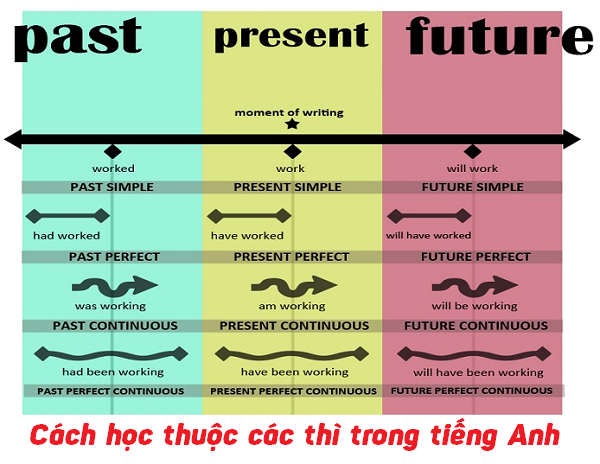 past present future
moment of writing
worked work will work
PAST SIMPLE PRESENT SIMPLE FUTURE SIMPLE
had worked have worked will have worked
PAST PERFECT PRESENT PERFECT FUTURE PERFECT
was working am working will be working
PAST CONTINUOUS PRESENT CONTINUOUS FUTURE CONTINUOUS
had been working have been working will have been working
PAST PERFECT CONTINUOUS PRESENT PERFECT CONTINUOUS FUTURE PERFECT CONTINUOUS
Cách học thuộc các thì trong tiếng Anh